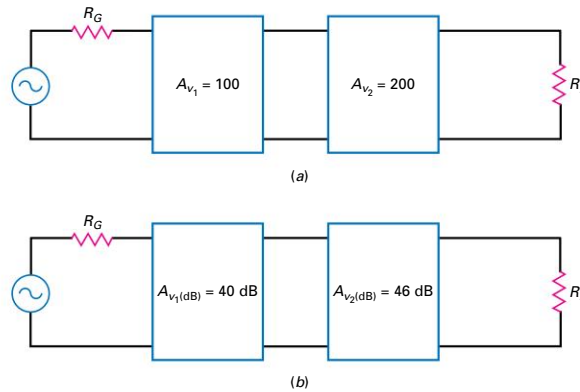 R_G
A_v₁ = 100
A_v₂ = 200
R
(a)
R_G
A_v₁(dB) = 40 dB
A_v₂(dB) = 46 dB
R
(b)